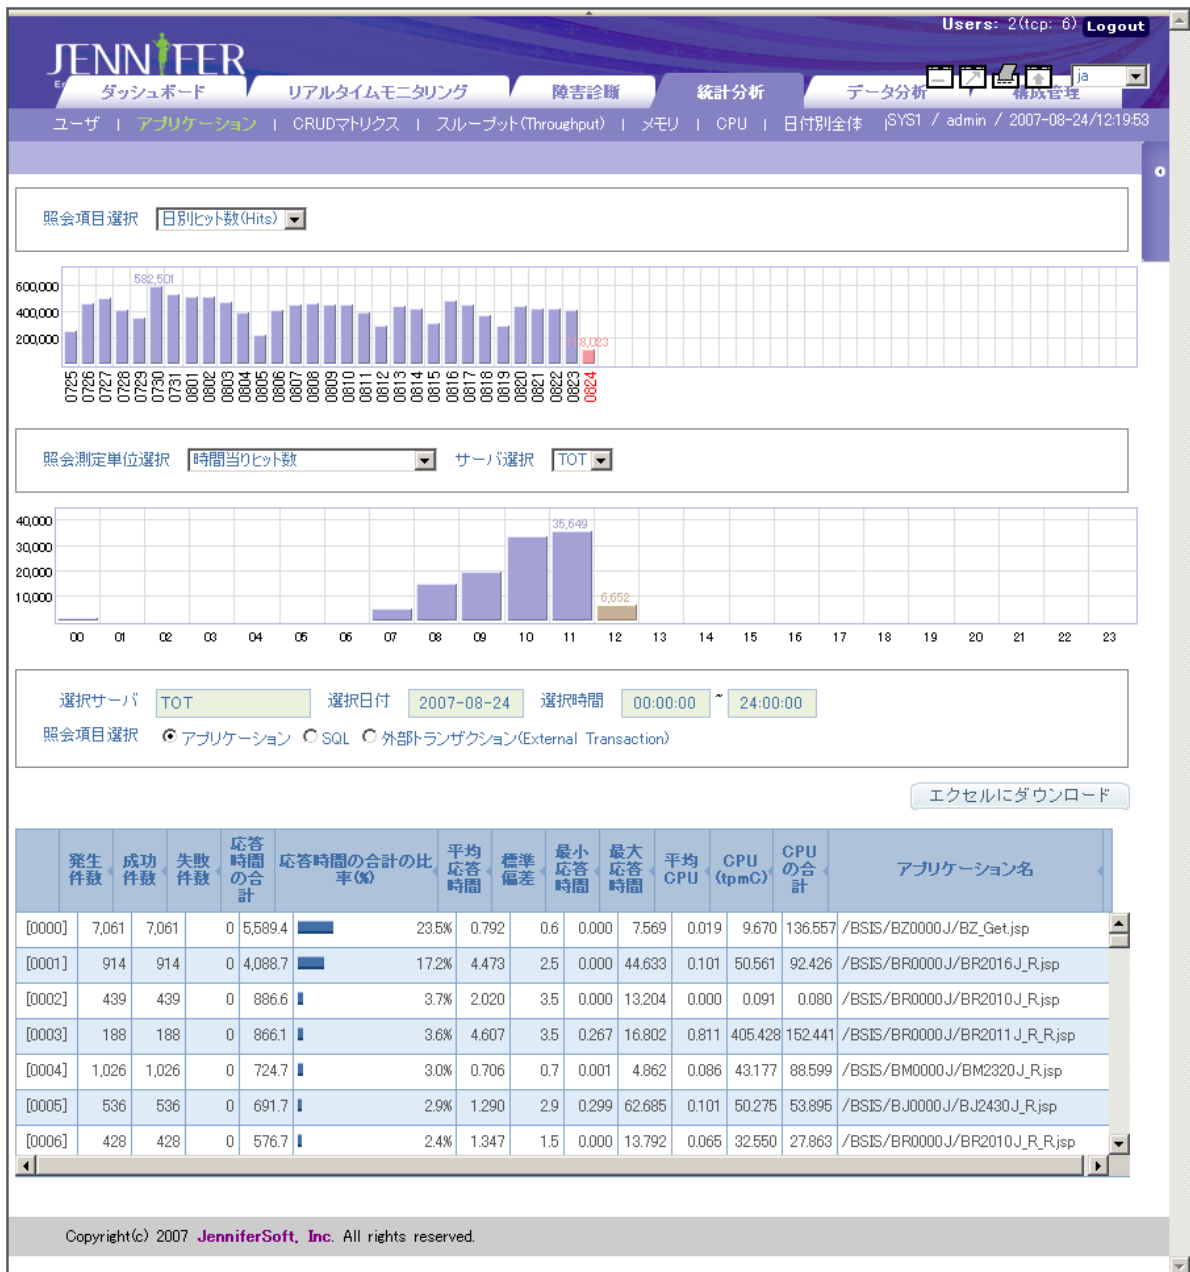 Users: 2(tcp: 6) Logout
JENNIFER
ja
ダッシュボード リアルタイムモニタリング 障害診断 統計分析 データ分析 構成管理
ユーザ | アプリケーション | CRUDマトリクス | スループット(Throughput) | メモリ | CPU | 日付別全体 |SYS1 / admin / 2007-08-24/12:19:53
照会項目選択 日別ヒット数(Hits)
582,501
600,000
400,000
200,000
8,023
0725 0726 0727 0728 0729 0730 0731 0801 0802 0803 0804 0805 0806 0807 0808 0809 0810 0811 0812 0813 0814 0815 0816 0817 0818 0819 0820 0821 0822 0823 0824
照会測定単位選択 時間当りヒット数 サーバ選択 TOT
40,000
35,649
30,000
20,000
10,000
6,652
00 01 02 03 04 05 06 07 08 09 10 11 12 13 14 15 16 17 18 19 20 21 22 23
選択サーバ TOT 選択日付 2007-08-24 選択時間 00:00:00 ~ 24:00:00
照会項目選択 アプリケーション SQL 外部トランザクション(External Transaction)
エクセルにダウンロード
発生件数 成功件数 失敗件数 応答時間の合計 応答時間の合計の比率(%) 平均応答時間 標準偏差 最小応答時間 最大応答時間 平均CPU CPU(tpmC) CPUの合計 アプリケーション名
[0000] 7,061 7,061 0 5,589.4 23.5% 0.792 0.6 0.000 7.569 0.019 9.670 136.557 /BSIS/BZ0000J/BZ_Get.jsp
[0001] 914 914 0 4,088.7 17.2% 4.473 2.5 0.000 44.633 0.101 50.561 92.426 /BSIS/BR0000J/BR2016J_R.jsp
[0002] 439 439 0 886.6 3.7% 2.020 3.5 0.000 13.204 0.000 0.091 0.080 /BSIS/BR0000J/BR2010J_R.jsp
[0003] 188 188 0 866.1 3.6% 4.607 3.5 0.267 16.802 0.811 405.428 152.441 /BSIS/BR0000J/BR2011J_R_R.jsp
[0004] 1,026 1,026 0 724.7 3.0% 0.706 0.7 0.001 4.862 0.086 43.177 88.599 /BSIS/BM0000J/BM2320J_R.jsp
[0005] 536 536 0 691.7 2.9% 1.290 2.9 0.299 62.685 0.101 50.275 53.895 /BSIS/BJ0000J/BJ2430J_R.jsp
[0006] 428 428 0 576.7 2.4% 1.347 1.5 0.000 13.792 0.065 32.550 27.863 /BSIS/BR0000J/BR2010J_R_R.jsp
Copyright(c) 2007 JenniferSoft, Inc. All rights reserved.